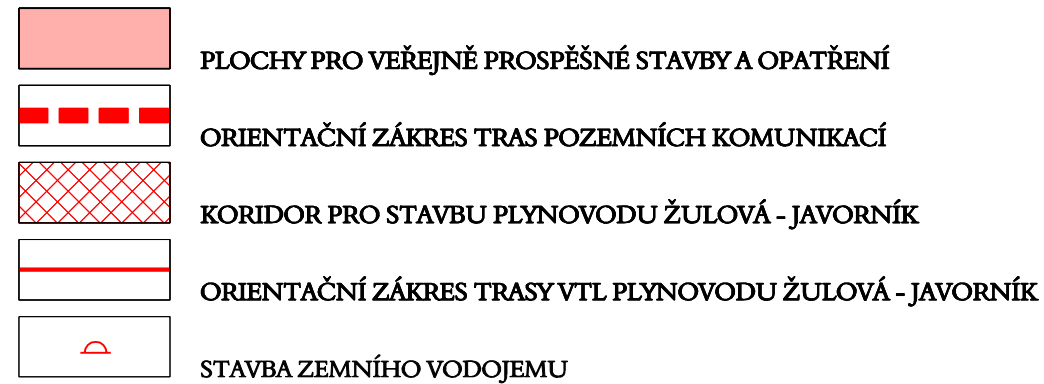 PLOCHY PRO VEŘEJNĚ PROSPĚŠNÉ STAVBY A OPATŘENÍ
ORIENTAČNÍ ZÁKRES TRAS POZEMNÍCH KOMUNIKACÍ
KORIDOR PRO STAVBU PLYNOVODU ŽULOVÁ - JAVORNÍK
ORIENTAČNÍ ZÁKRES TRASY VTL PLYNOVODU ŽULOVÁ - JAVORNÍK
STAVBA ZEMNÍHO VODOJEMU